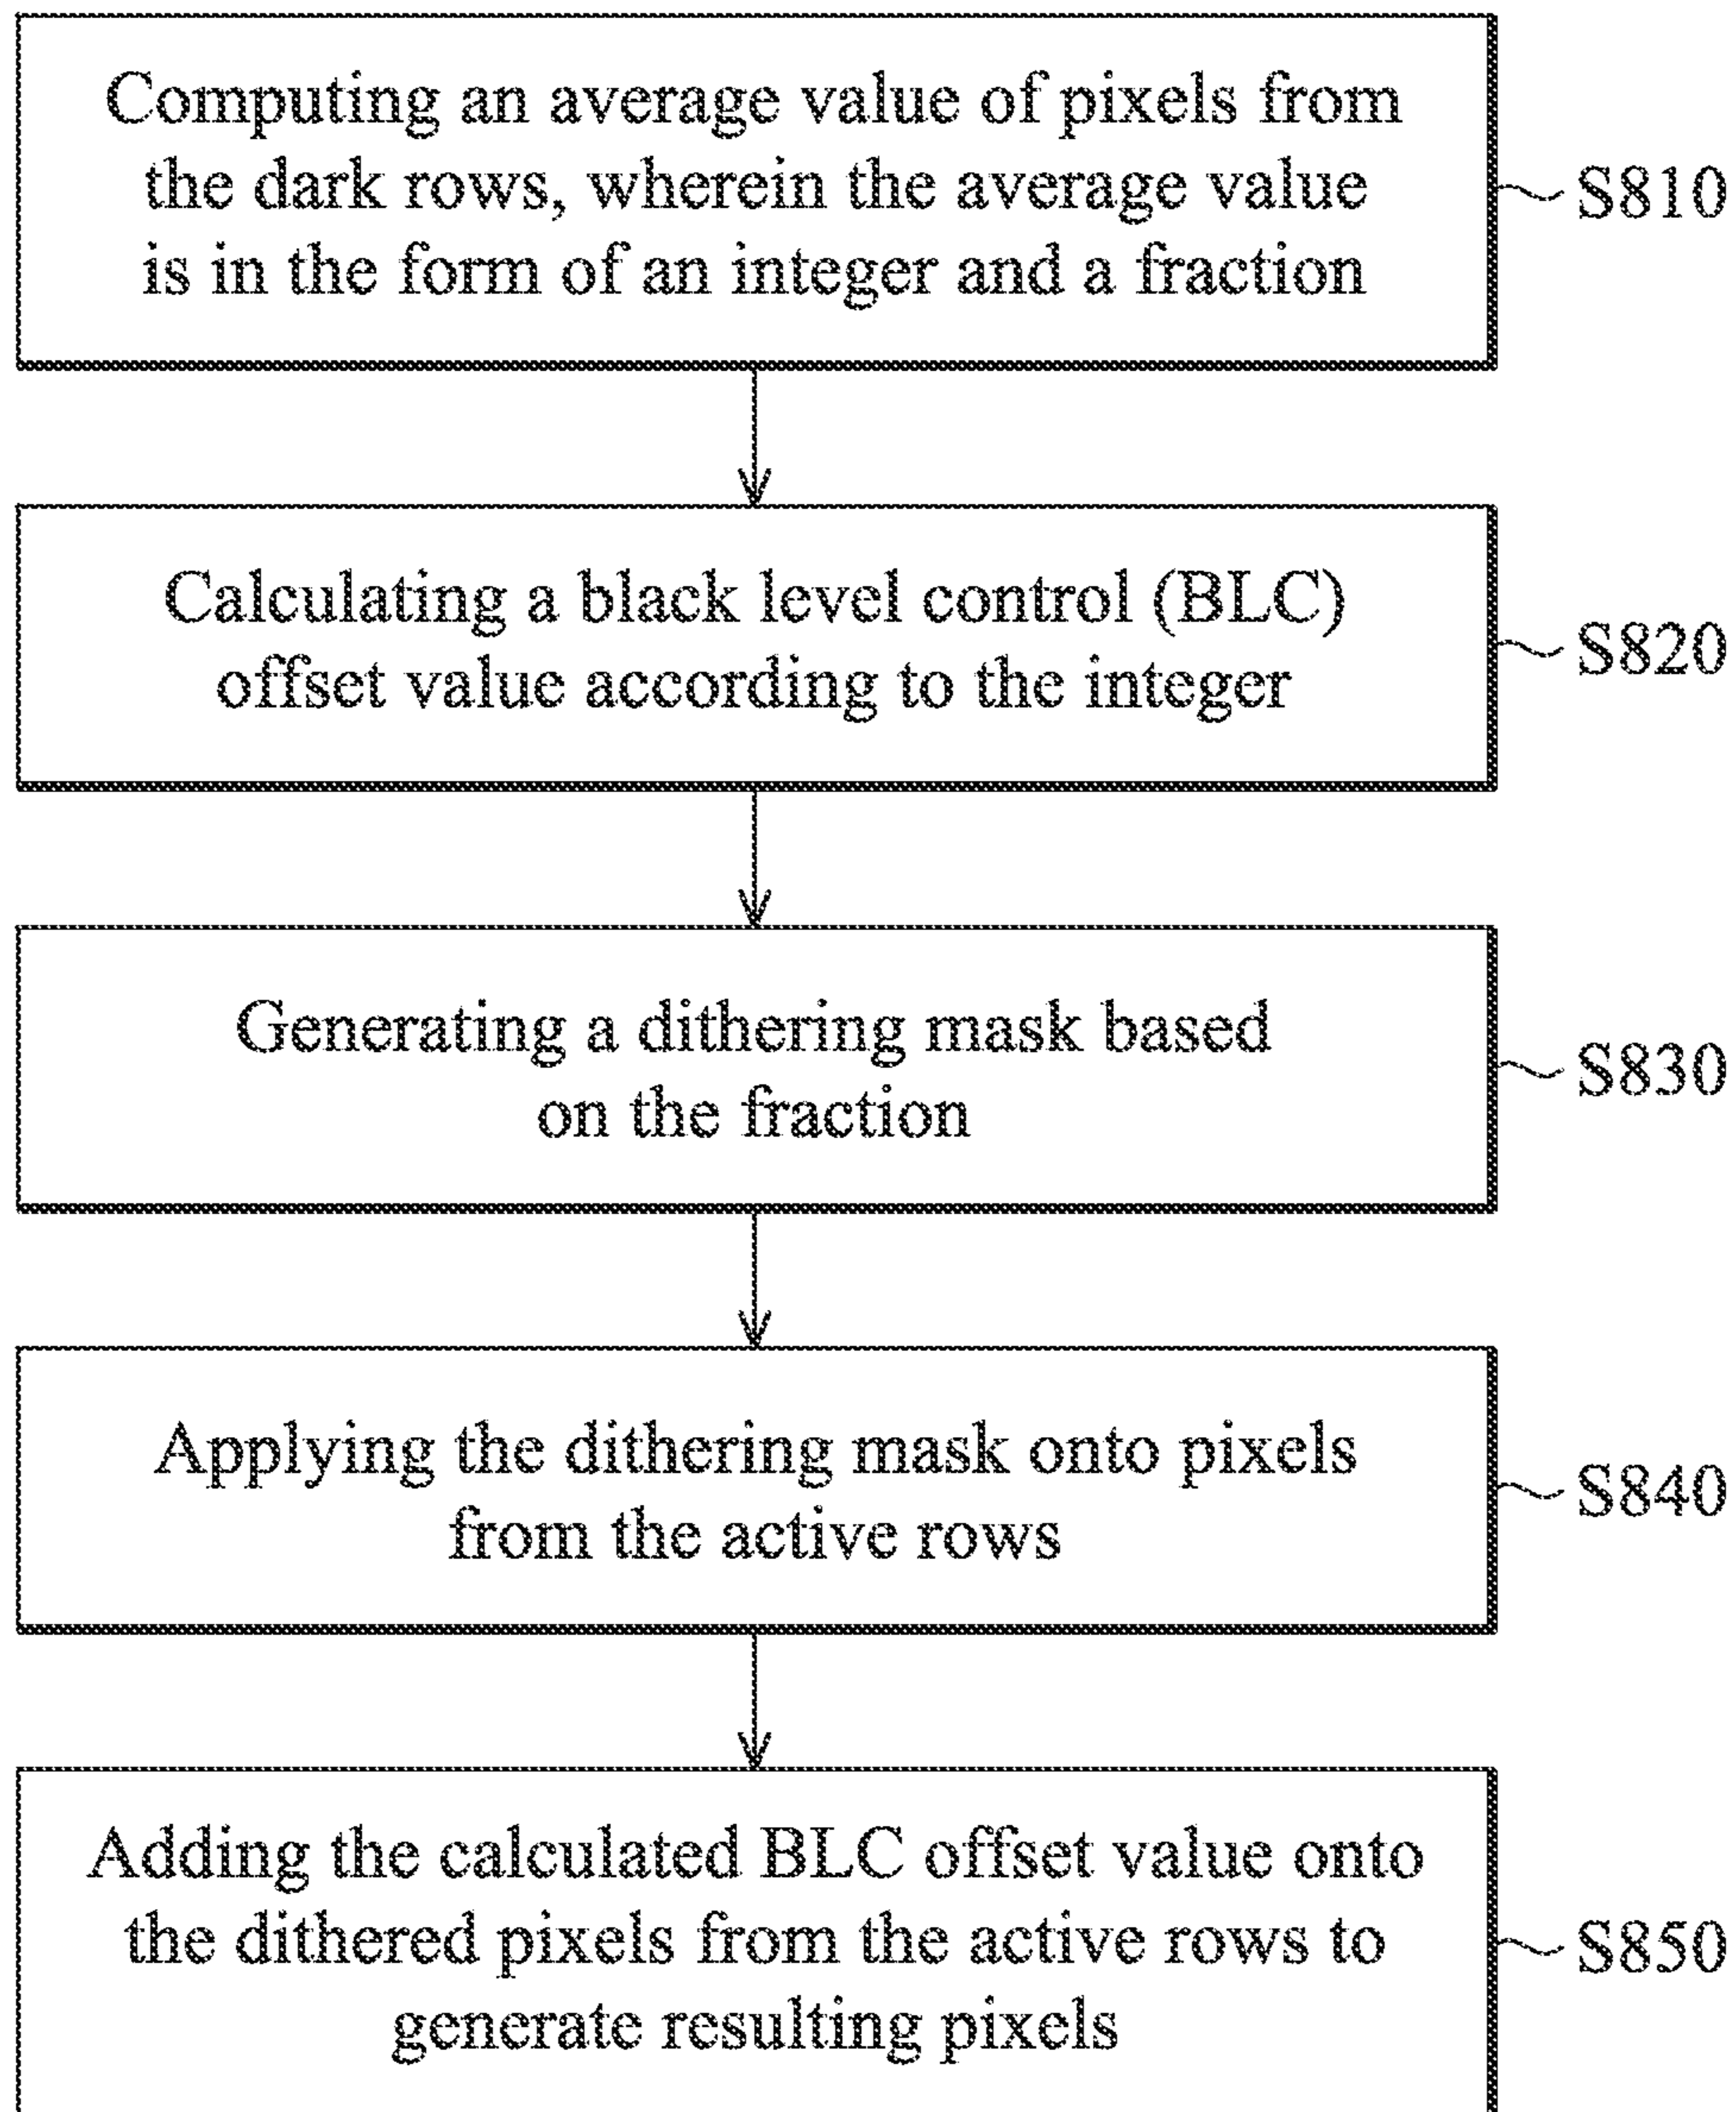 Computing an average value of pixels from
the dark rows, wherein the average value
is in the form of an integer and a fraction
S810
Calculating a black level control (BLC)
offset value according to the integer
S820
Generating a dithering mask based
on the fraction
S830
Applying the dithering mask onto pixels
from the active rows
S840
Adding the calculated BLC offset value onto
the dithered pixels from the active rows to
generate resulting pixels
S850